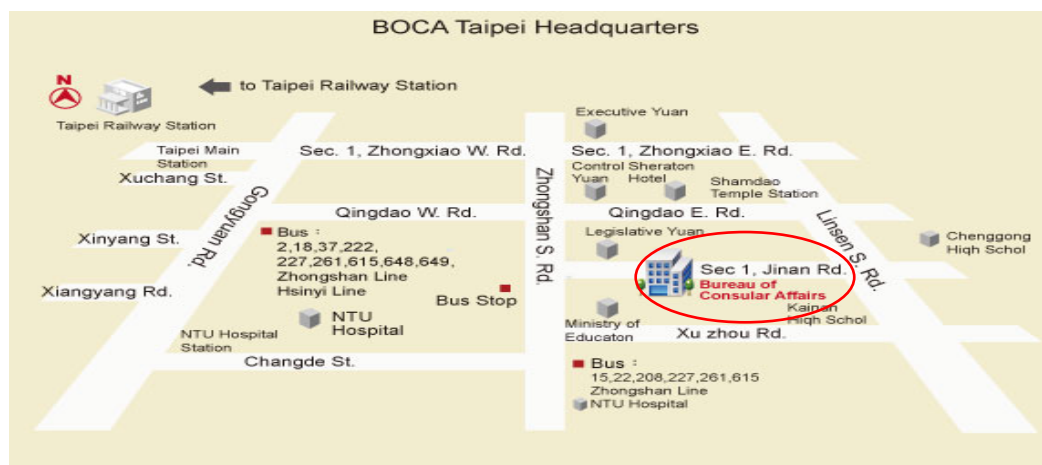 BOCA Taipei Headquarters
N
to Taipei Railway Station
Taipei Railway Station
Executive Yuan
Taipei Main
Station
Sec. 1, Zhongxiao W. Rd.
Sec. 1, Zhongxiao E. Rd.
Xuchang St.
Control
Yuan
Sheraton
Hotel
Shamdao
Temple Station
Gongyuan Rd.
Zhongshan S. Rd.
Linsen S. Rd.
Qingdao W. Rd.
Qingdao E. Rd.
Xinyang St.
Bus :
2,18,37,222,
227,261,615,648,649,
Zhongshan Line
Hsinyi Line
Legislative Yuan
Chenggong
High Schol
Sec 1, Jinan Rd.
Bureau of
Consular Affairs
Xiangyang Rd.
Bus Stop
NTU
Hospital
Kainan
High Schol
Ministry of
Educaton
Xu zhou Rd.
NTU Hospital
Station
Changde St.
Bus :
15,22,208,227,261,615
Zhongshan Line
NTU Hospital